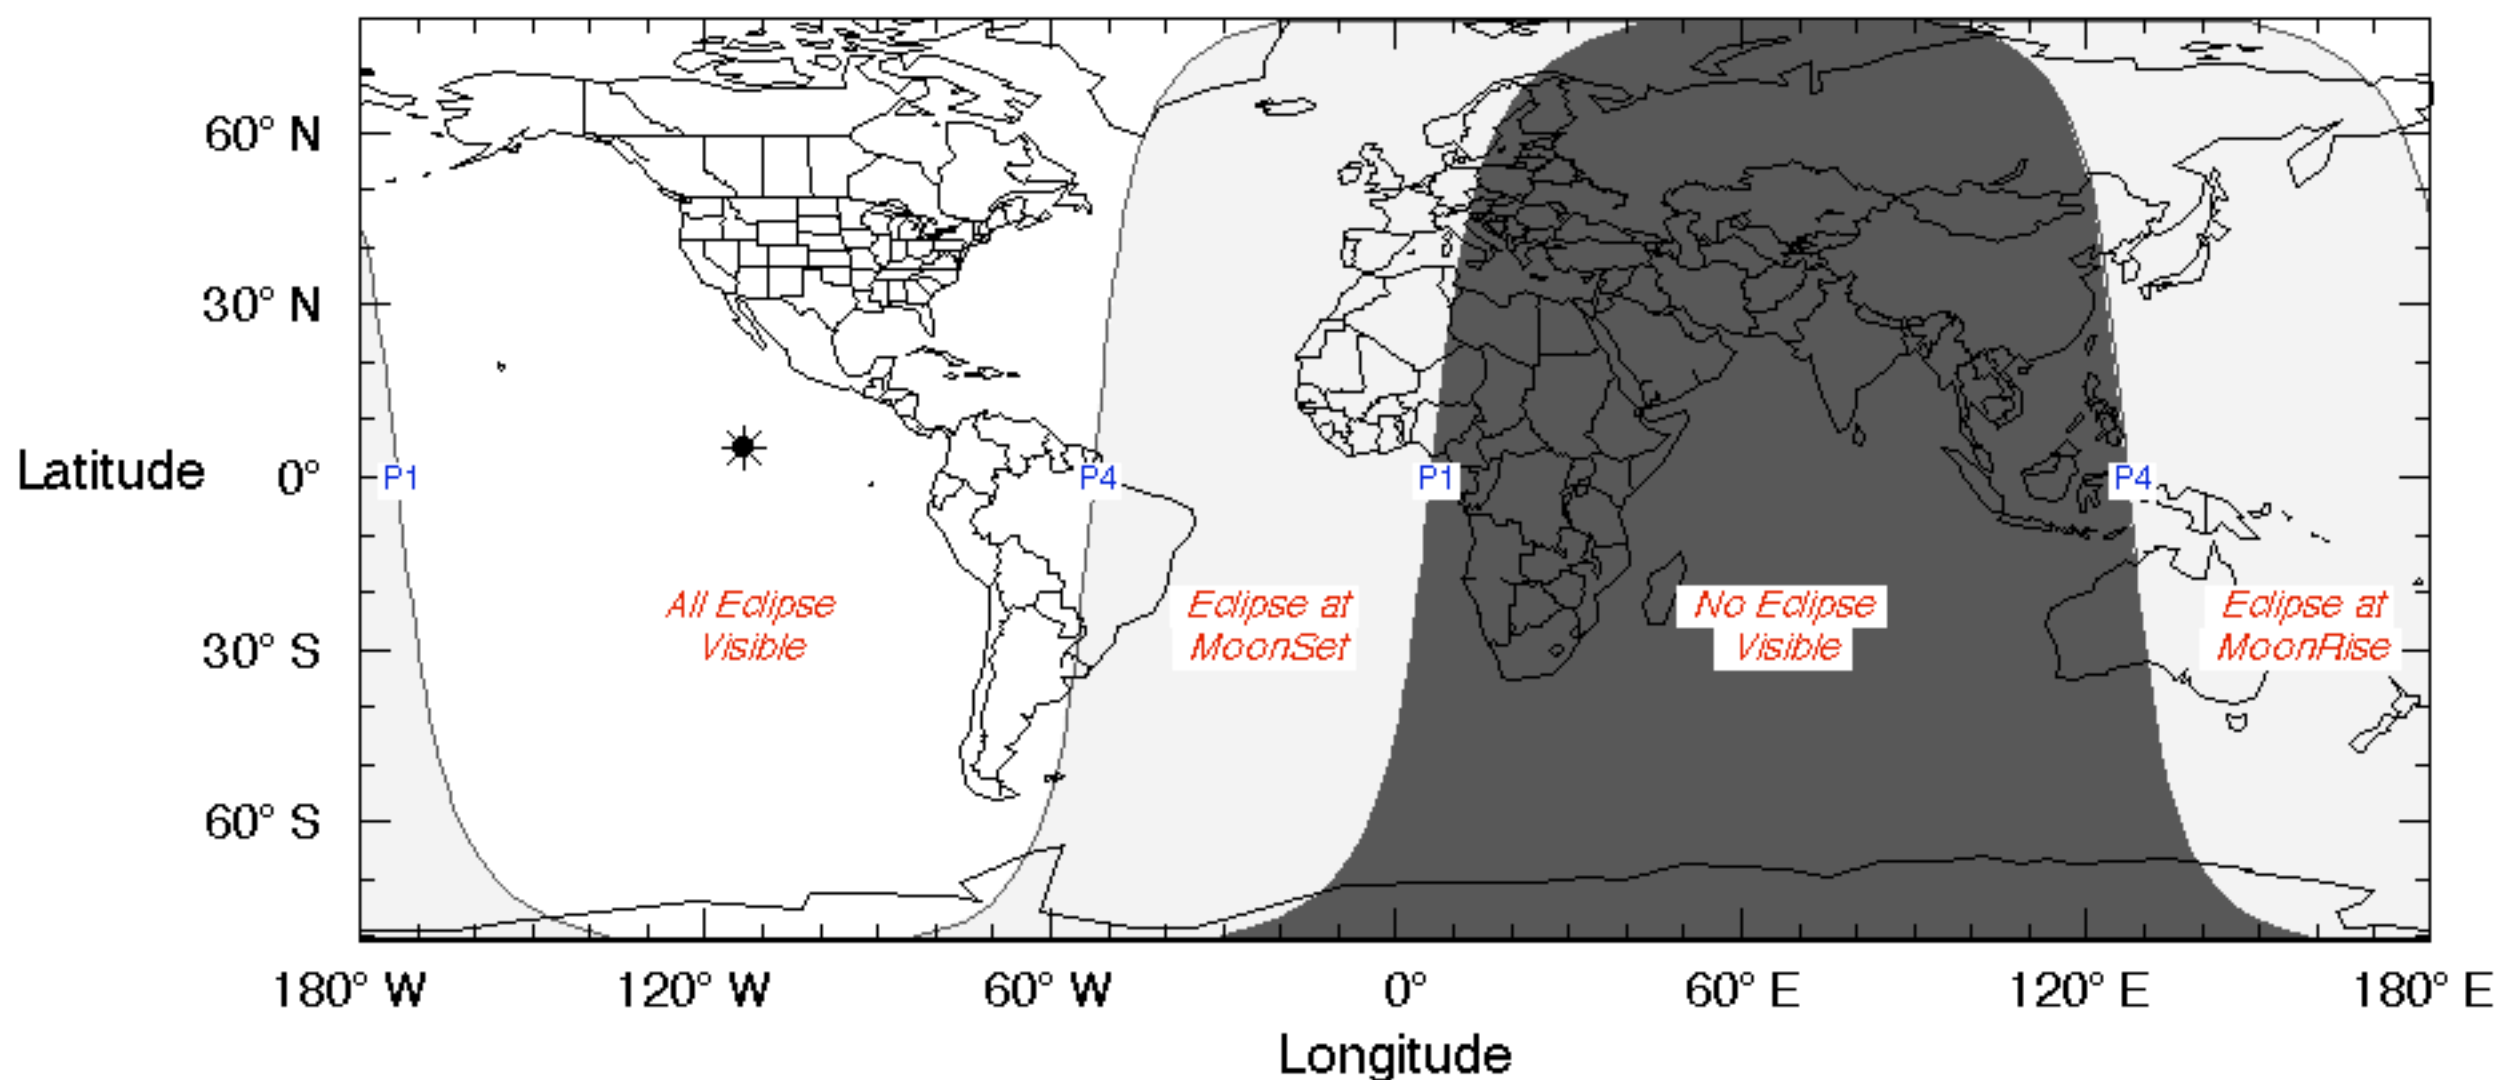 60° N
30° N
Latitude 0°
P1 P4 P1 P4
All Eclipse Eclipse at No Eclipse Eclipse at
Visible MoonSet Visible MoonRise
30° S
60° S
180° W 120° W 60° W 0° 60° E 120° E 180° E
Longitude